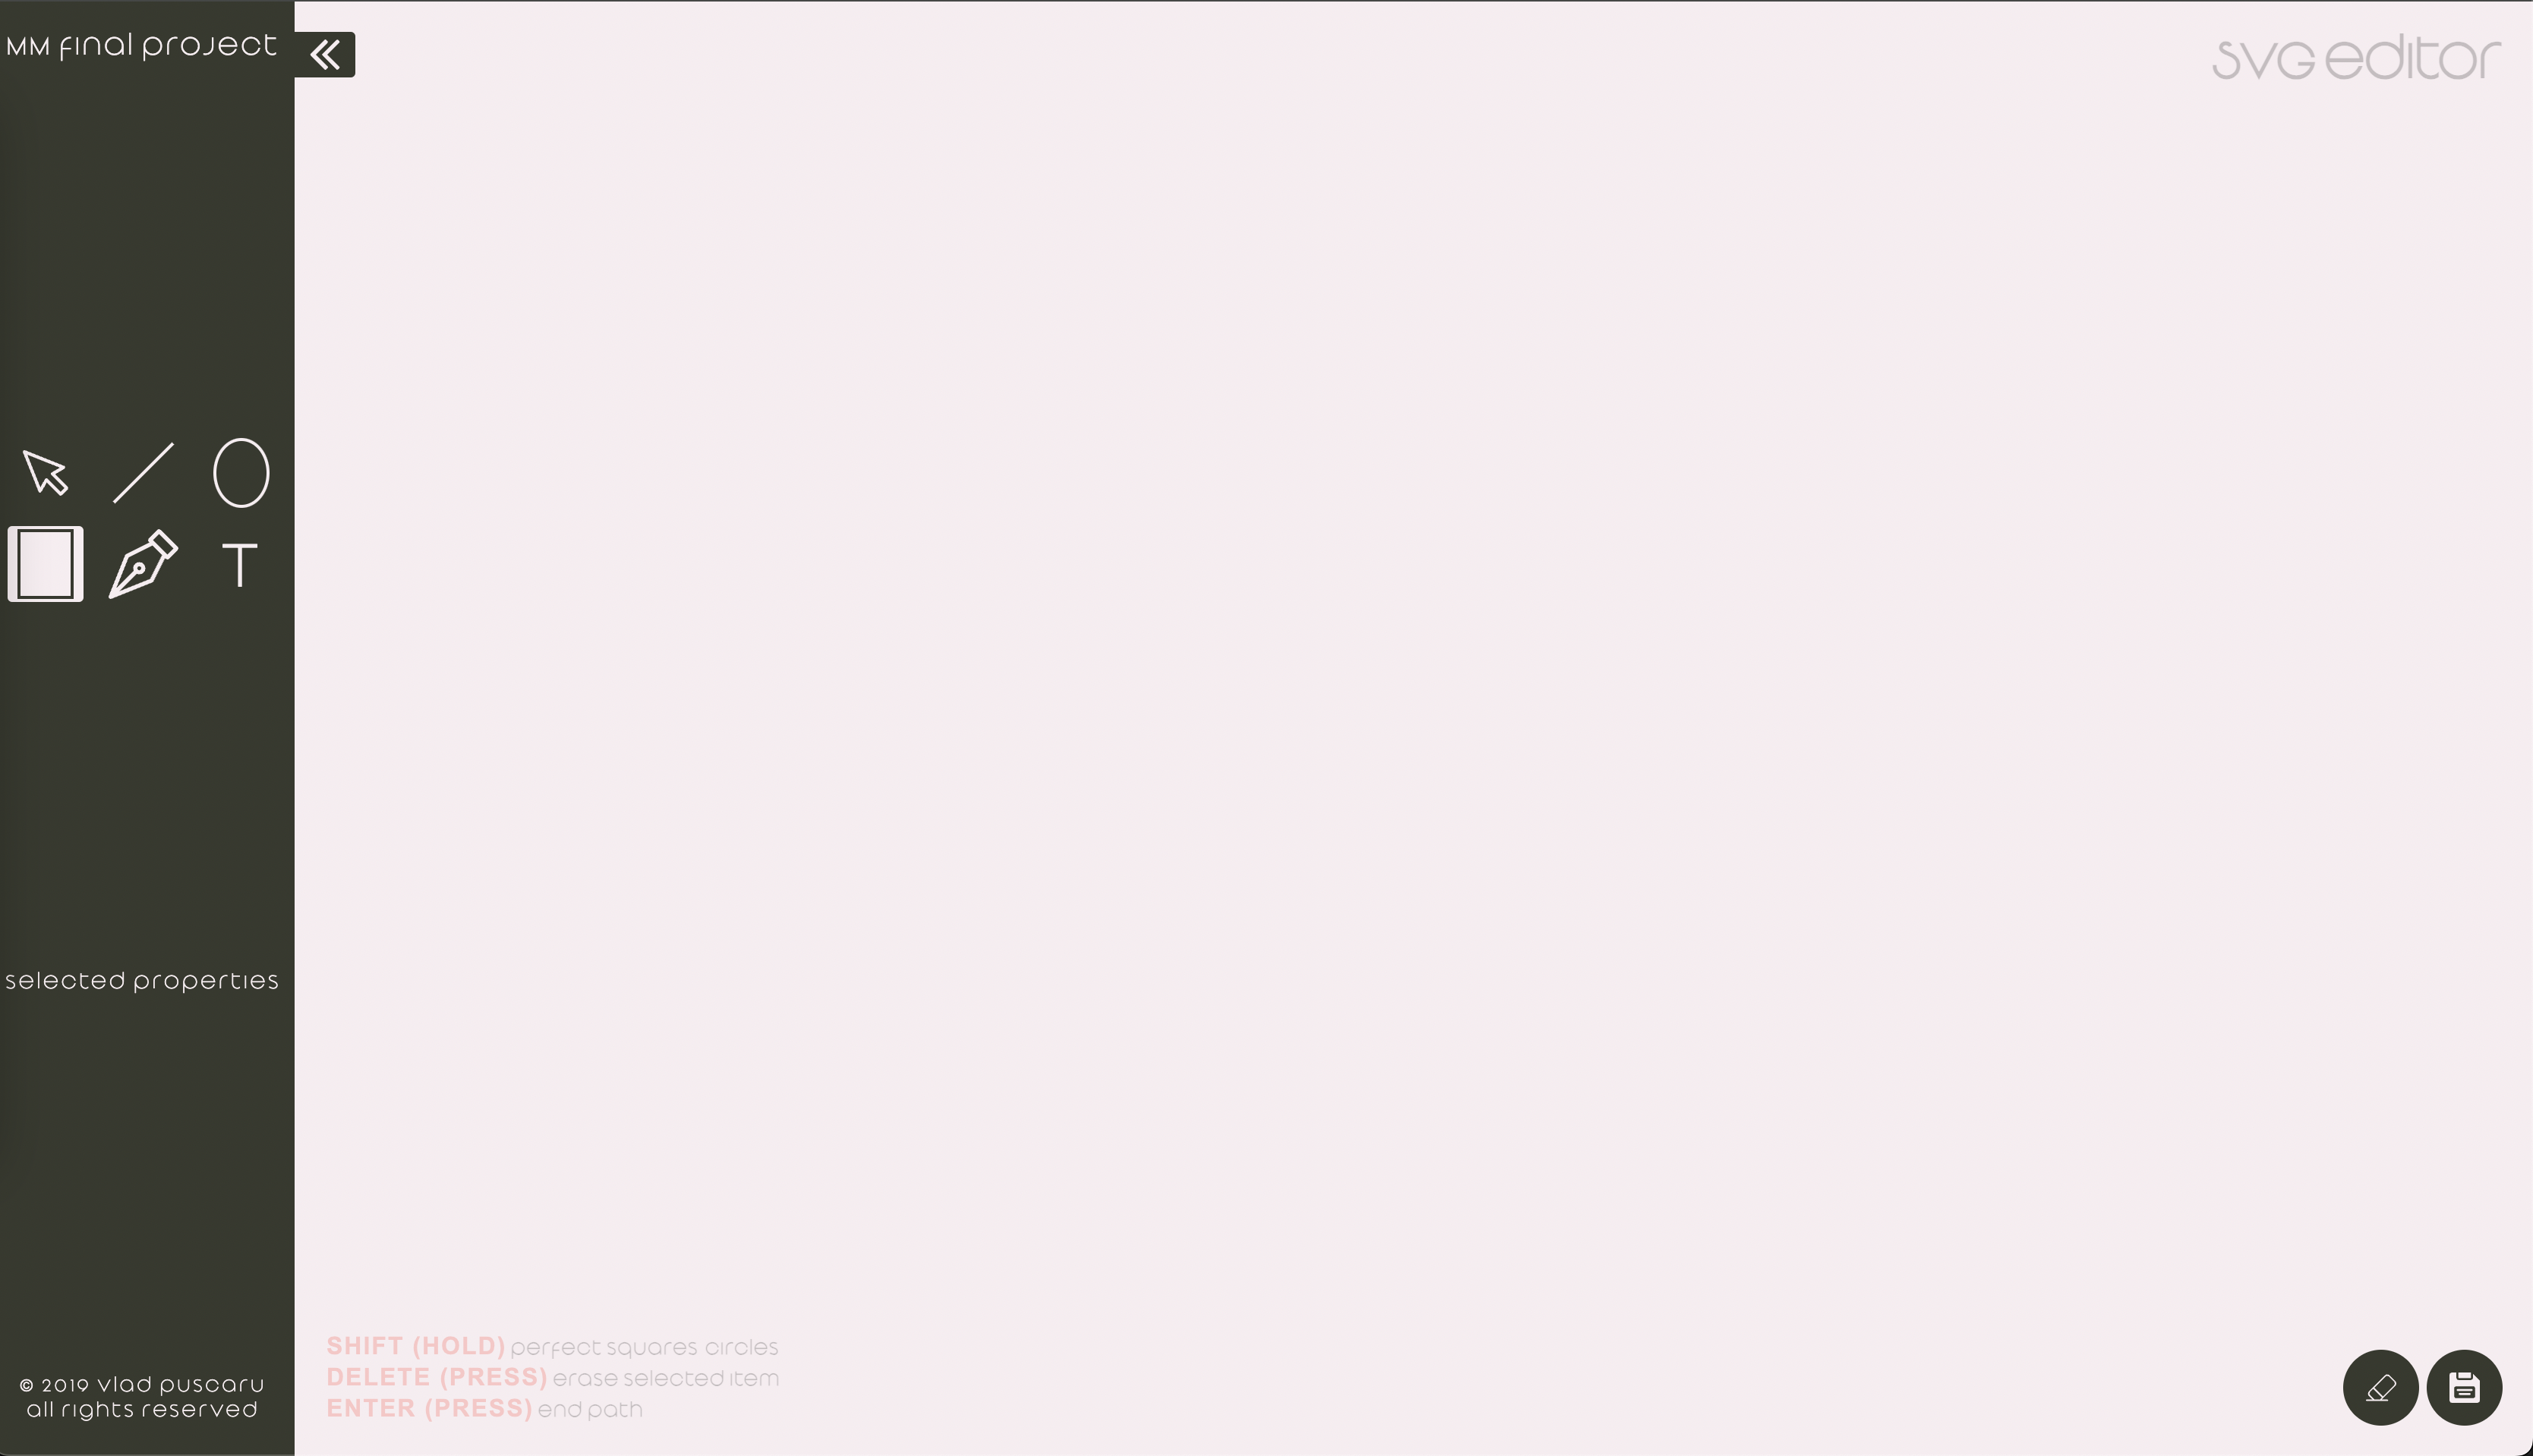 MM final project
svg editor
T
selected properties
SHIFT (HOLD) perfect squares circles
DELETE (PRESS) erase selected item
ENTER (PRESS) end path
© 2019 vlad puscaru
all rights reserved